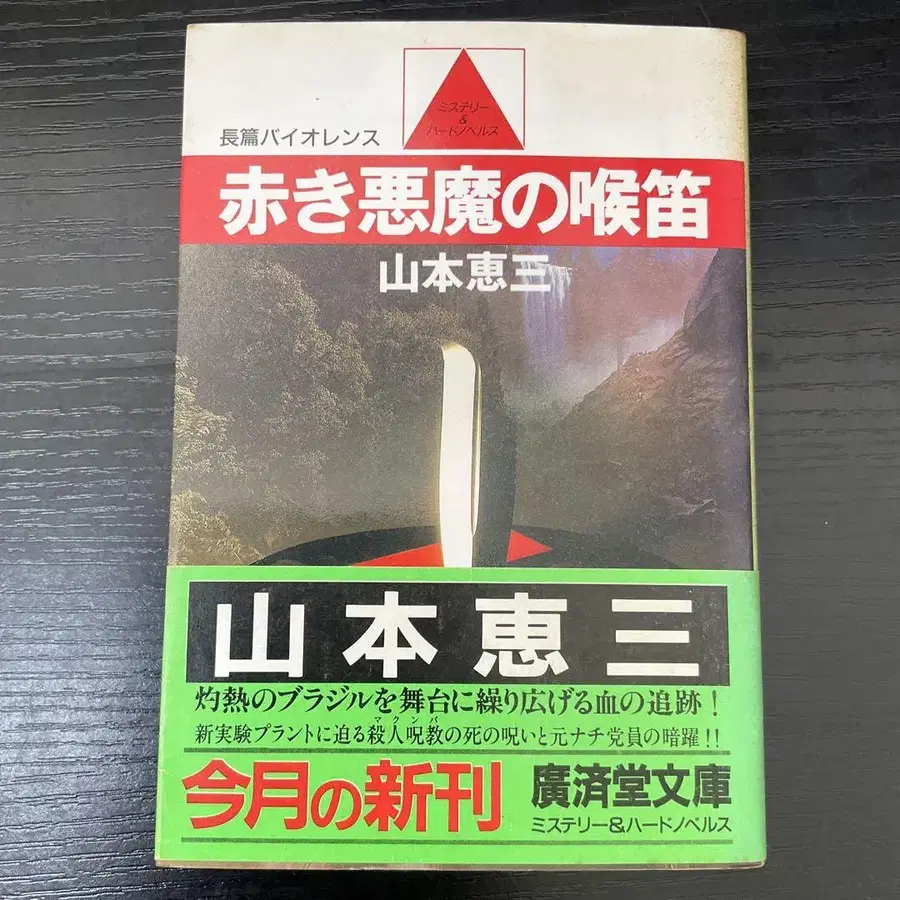 ミステリー
&
ハードノベルス
長篇バイオレンス
赤き悪魔の喉笛
山本恵三
山本恵三
灼熱のブラジルを舞台に繰り広げる血の追跡!
マクンバ
新実験プラントに迫る殺人呪教の死の呪いと元ナチ党員の暗躍!!
今月の新刊
廣済堂文庫
ミステリー&ハードノベルス